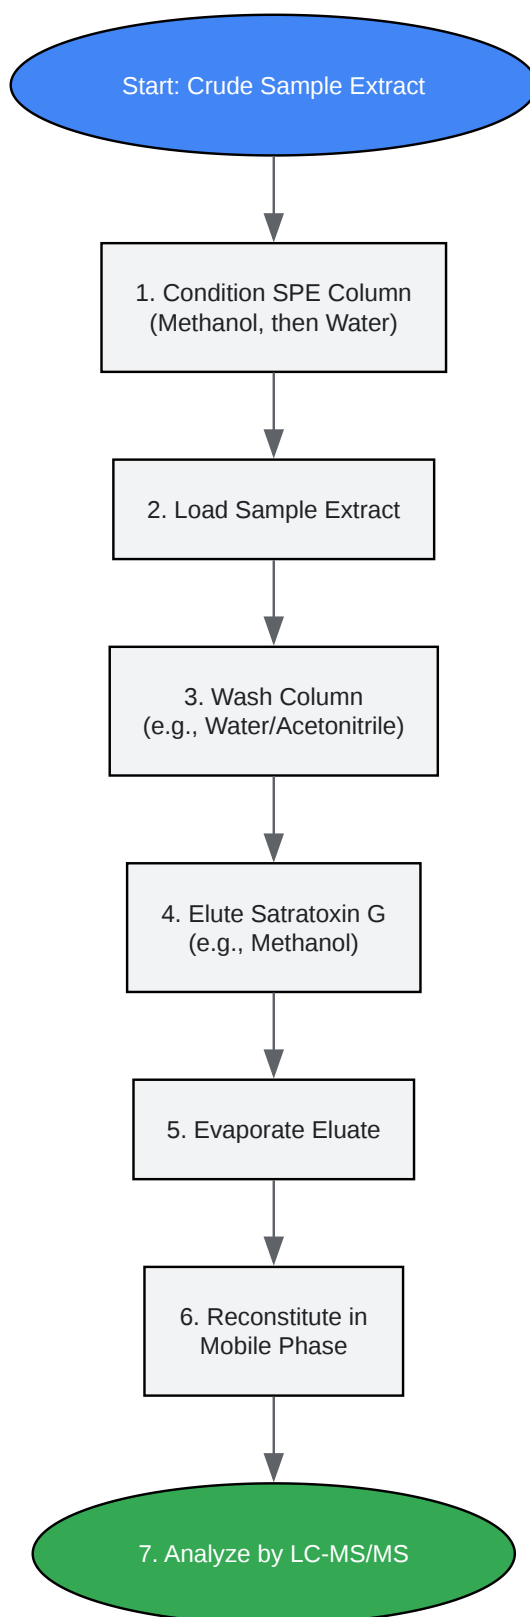 Start: Crude Sample Extract
1. Condition SPE Column
(Methanol, then Water)
2. Load Sample Extract
3. Wash Column
(e.g., Water/Acetonitrile)
4. Elute Satratoxin G
(e.g., Methanol)
5. Evaporate Eluate
6. Reconstitute in
Mobile Phase
7. Analyze by LC-MS/MS